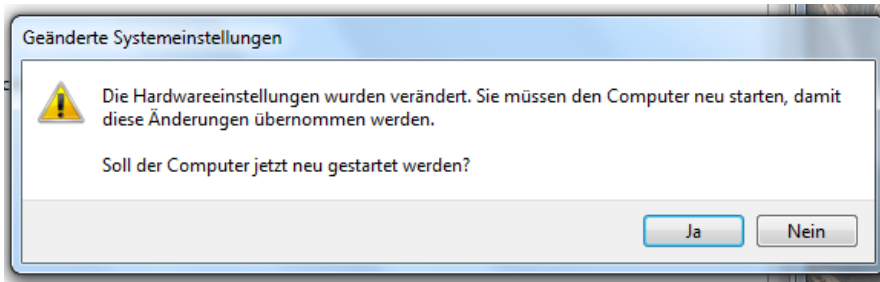 Geänderte Systemeinstellungen
Die Hardwareeinstellungen wurden verändert. Sie müssen den Computer neu starten, damit
diese Änderungen übernommen werden.
Soll der Computer jetzt neu gestartet werden?
Ja
Nein